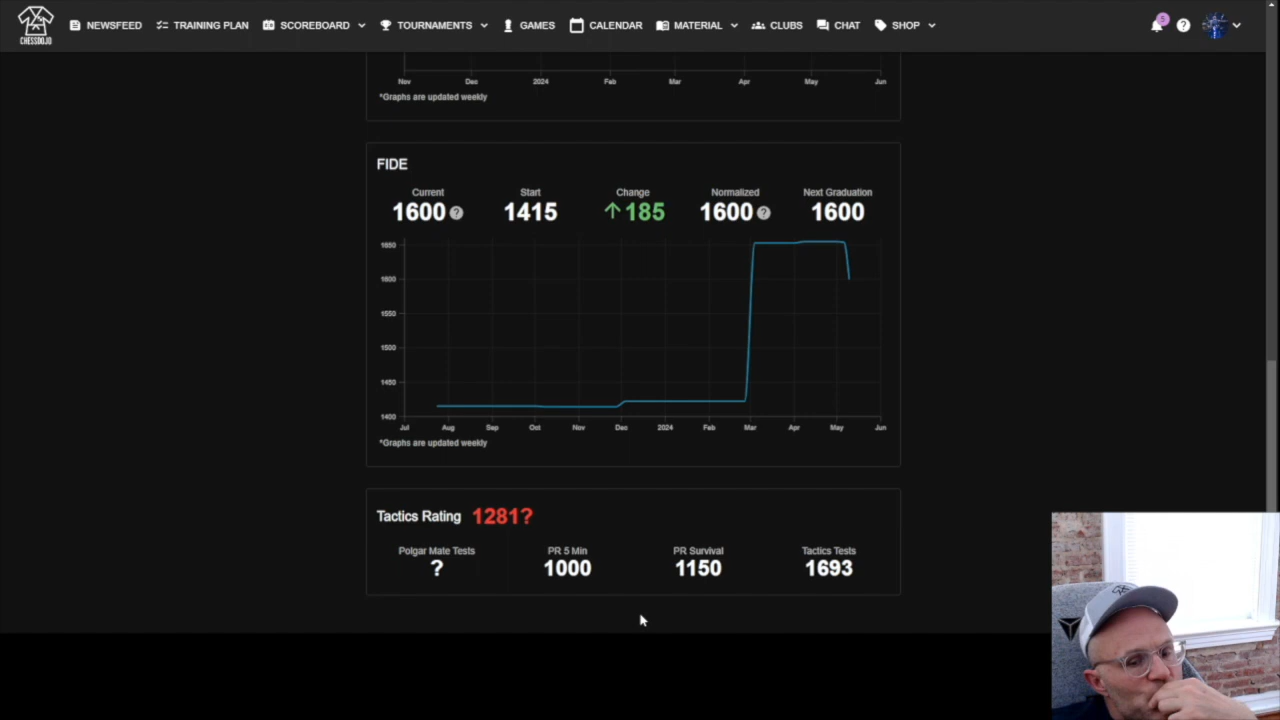 CHESSDOJO
NEWSFEED TRAINING PLAN SCOREBOARD TOURNAMENTS GAMES CALENDAR MATERIAL CLUBS CHAT SHOP
Nov Dec 2024 Feb Mar Apr May Jun
*Graphs are updated weekly
FIDE
Current Start Change Normalized Next Graduation
1600 ? 1415 ↑185 1600 ? 1600
1650
1600
1550
1500
1450
1400
Jul Aug Sep Oct Nov Dec 2024 Feb Mar Apr May Jun
*Graphs are updated weekly
Tactics Rating 1281?
Polgar Mate Tests PR 5 Min PR Survival Tactics Tests
? 1000 1150 1693